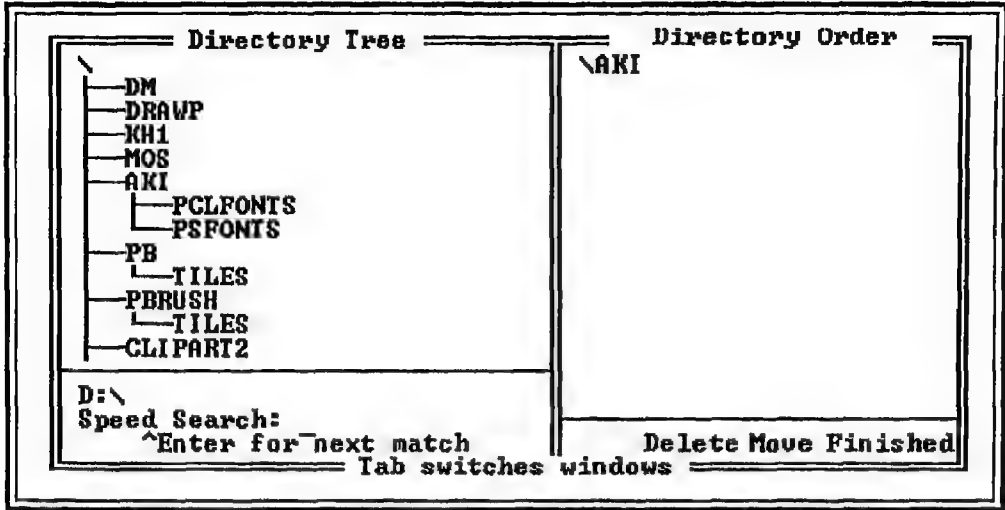 Directory Tree
\
DM
DRAWP
KH1
MOS
AKI
PCLFONTS
PSFONTS
PB
TILES
PBRUSH
TILES
CLIPART2
D:\
Speed Search:
^Enter for next match
Directory Order
\AKI
Delete Move Finished
Tab switches windows